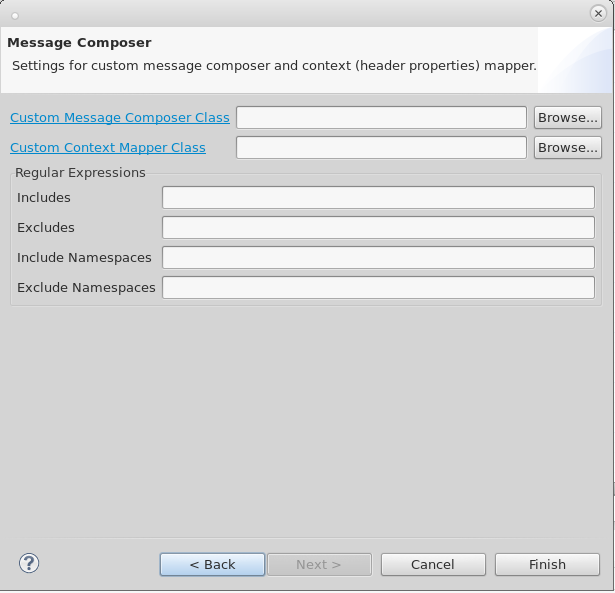 Message Composer
Settings for custom message composer and context (header properties) mapper.
Custom Message Composer Class Browse...
Custom Context Mapper Class Browse...
Regular Expressions
Includes
Excludes
Include Namespaces
Exclude Namespaces
? < Back Next > Cancel Finish